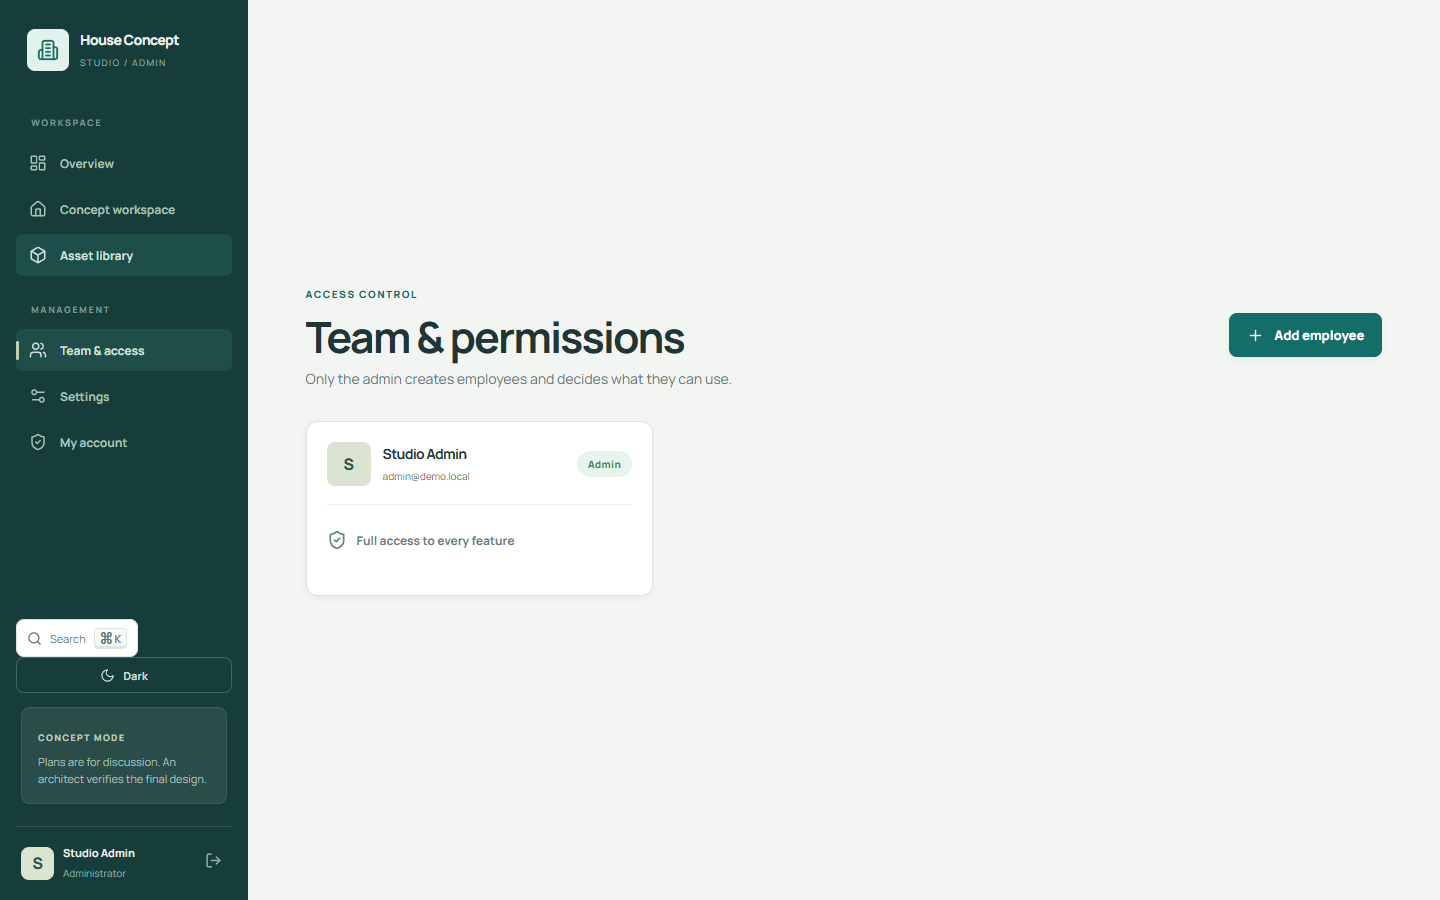 House Concept
STUDIO / ADMIN
WORKSPACE
Overview
Concept workspace
Asset library
MANAGEMENT
Team & access
Settings
My account
Search ⌘K
Dark
CONCEPT MODE
Plans are for discussion. An
architect verifies the final design.
S
Studio Admin
Administrator
ACCESS CONTROL
Team & permissions
Only the admin creates employees and decides what they can use.
Add employee
S
Studio Admin
admin@demo.local
Admin
Full access to every feature